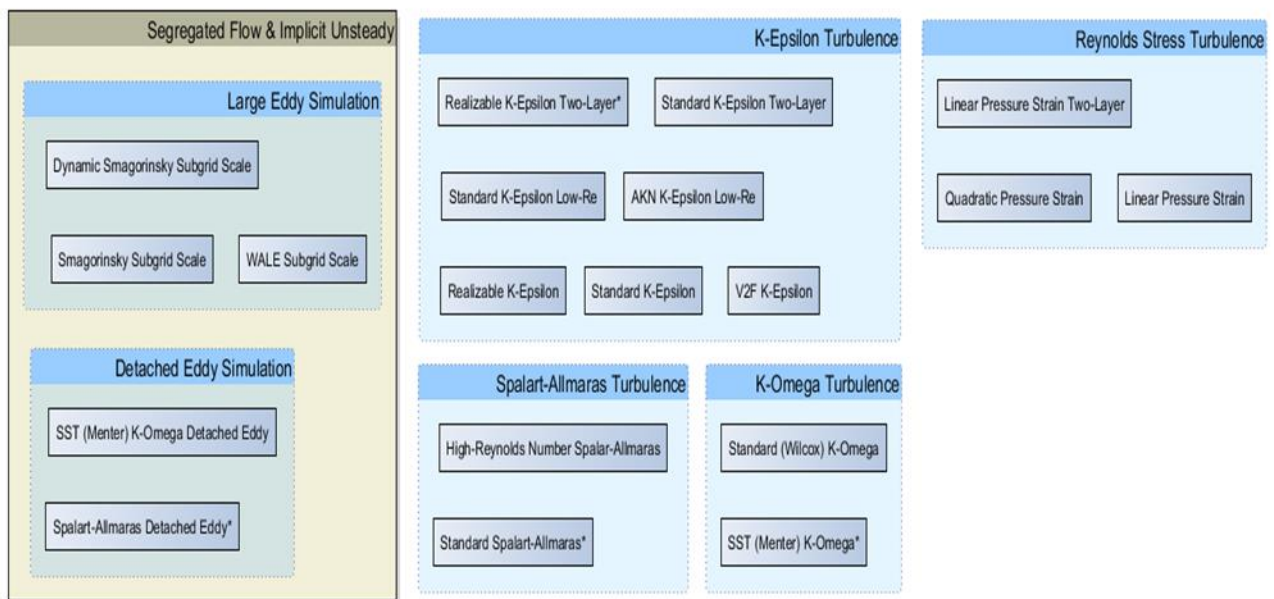 Segregated Flow & Implicit Unsteady
Large Eddy Simulation
Dynamic Smagorinsky Subgrid Scale
Smagorinsky Subgrid Scale
WALE Subgrid Scale
Detached Eddy Simulation
SST (Menter) K-Omega Detached Eddy
Spalart-Allmaras Detached Eddy*
K-Epsilon Turbulence
Realizable K-Epsilon Two-Layer*
Standard K-Epsilon Two-Layer
Standard K-Epsilon Low-Re
AKN K-Epsilon Low-Re
Realizable K-Epsilon
Standard K-Epsilon
V2F K-Epsilon
Spalart-Allmaras Turbulence
High-Reynolds Number Spalar-Allmaras
Standard Spalart-Allmaras*
K-Omega Turbulence
Standard (Wilcox) K-Omega
SST (Menter) K-Omega*
Reynolds Stress Turbulence
Linear Pressure Strain Two-Layer
Quadratic Pressure Strain
Linear Pressure Strain